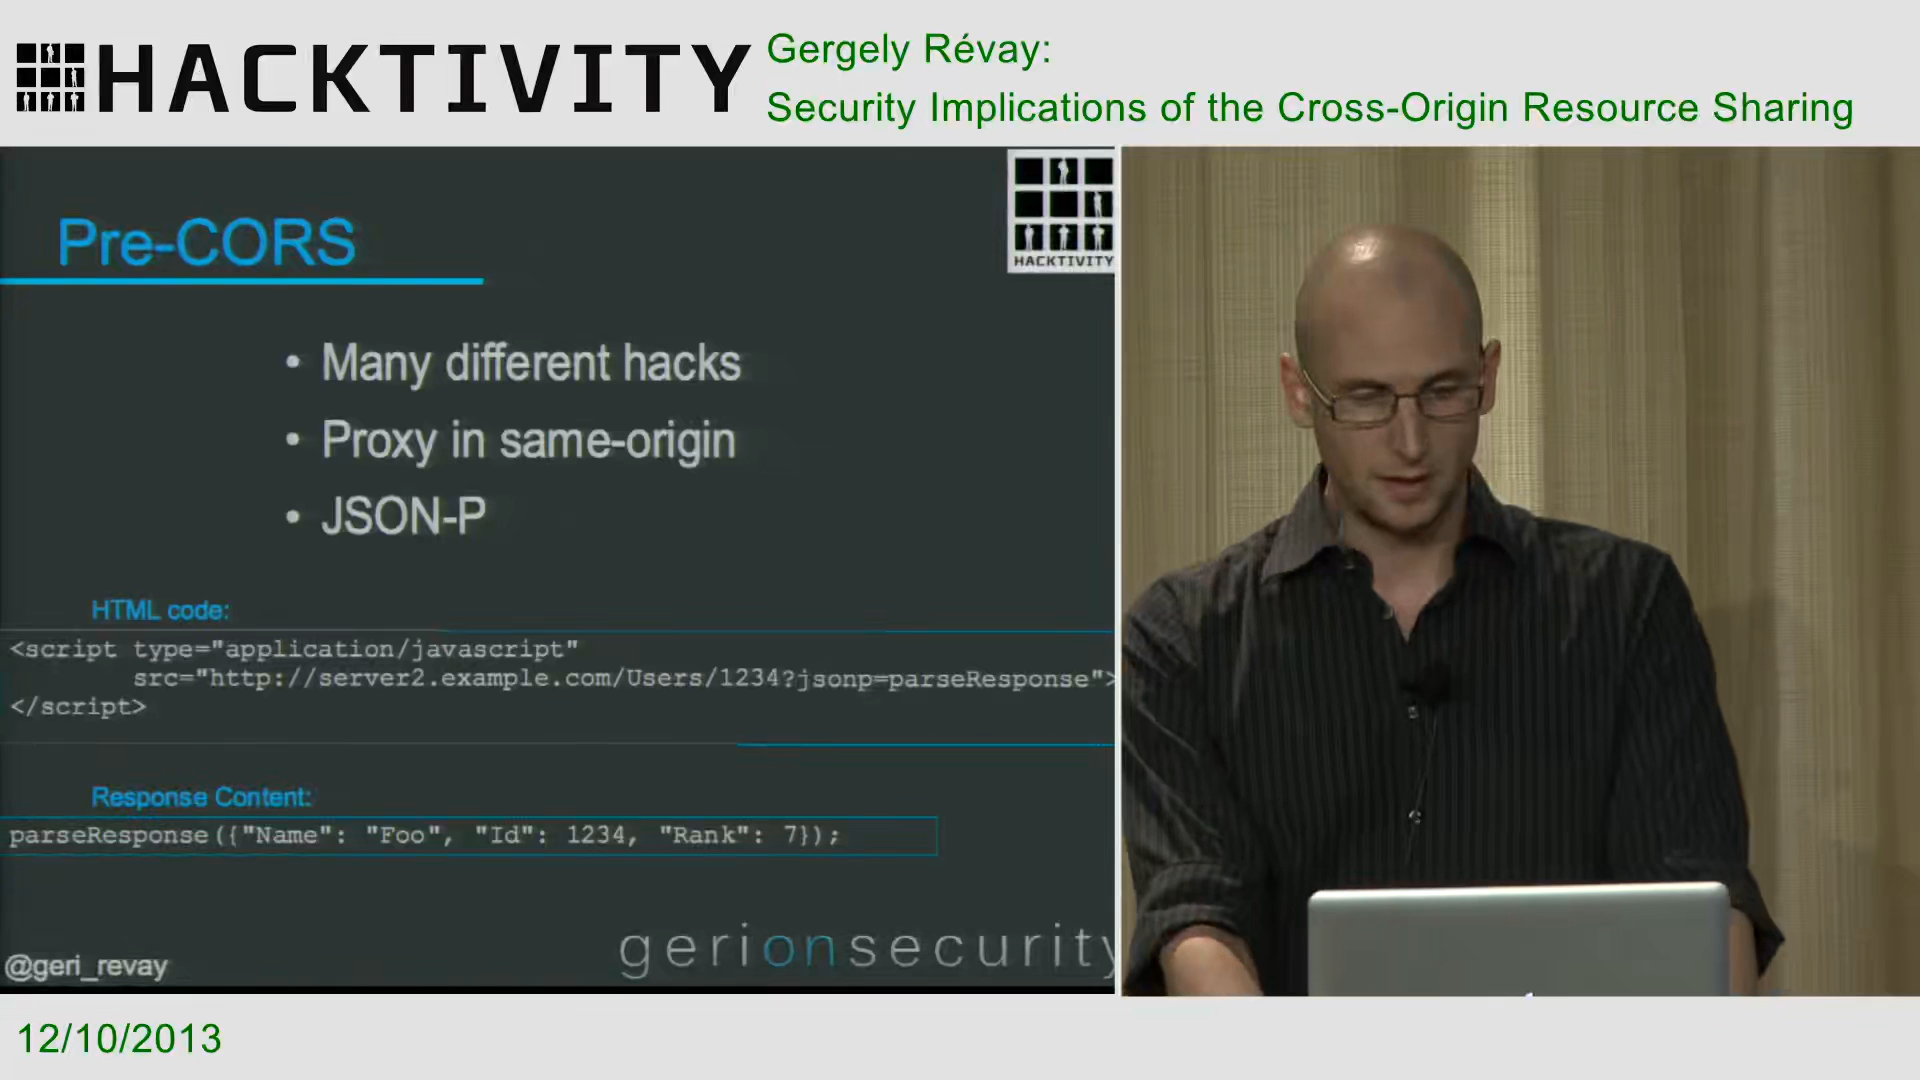 HACKTIVITY
Gergely Révay:
Security Implications of the Cross-Origin Resource Sharing
HACKTIVITY
Pre-CORS
• Many different hacks
• Proxy in same-origin
• JSON-P
HTML code:
<script type="application/javascript"
src="http://server2.example.com/Users/1234?jsonp=parseResponse">
</script>
Response Content:
parseResponse({"Name": "Foo", "Id": 1234, "Rank": 7});
gerionsecurity
@geri_revay
12/10/2013